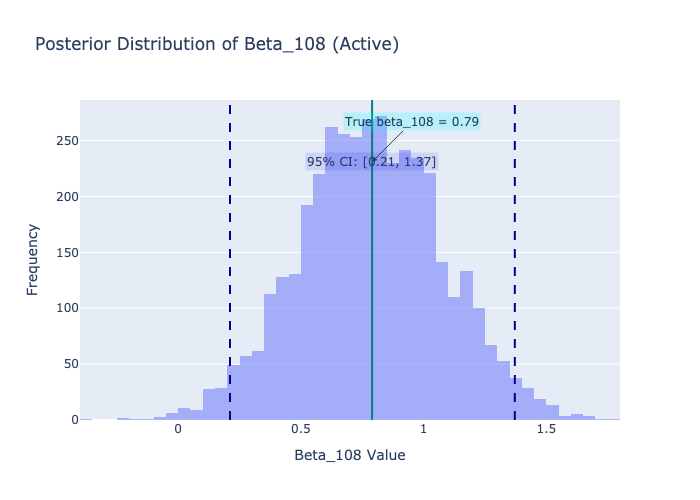 Posterior Distribution of Beta_108 (Active)
True beta_108 = 0.79
95% CI: [0.21, 1.37]
Frequency
250
200
150
100
50
0
0
0.5
1
1.5
Beta_108 Value